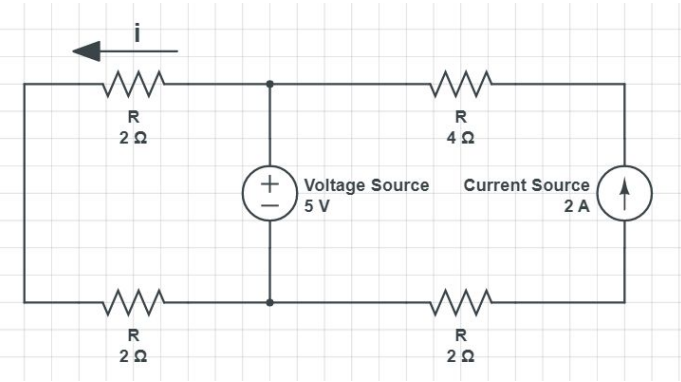 i
R
2 Ω
R
4 Ω
+
−
Voltage Source
5 V
Current Source
2 A
R
2 Ω
R
2 Ω